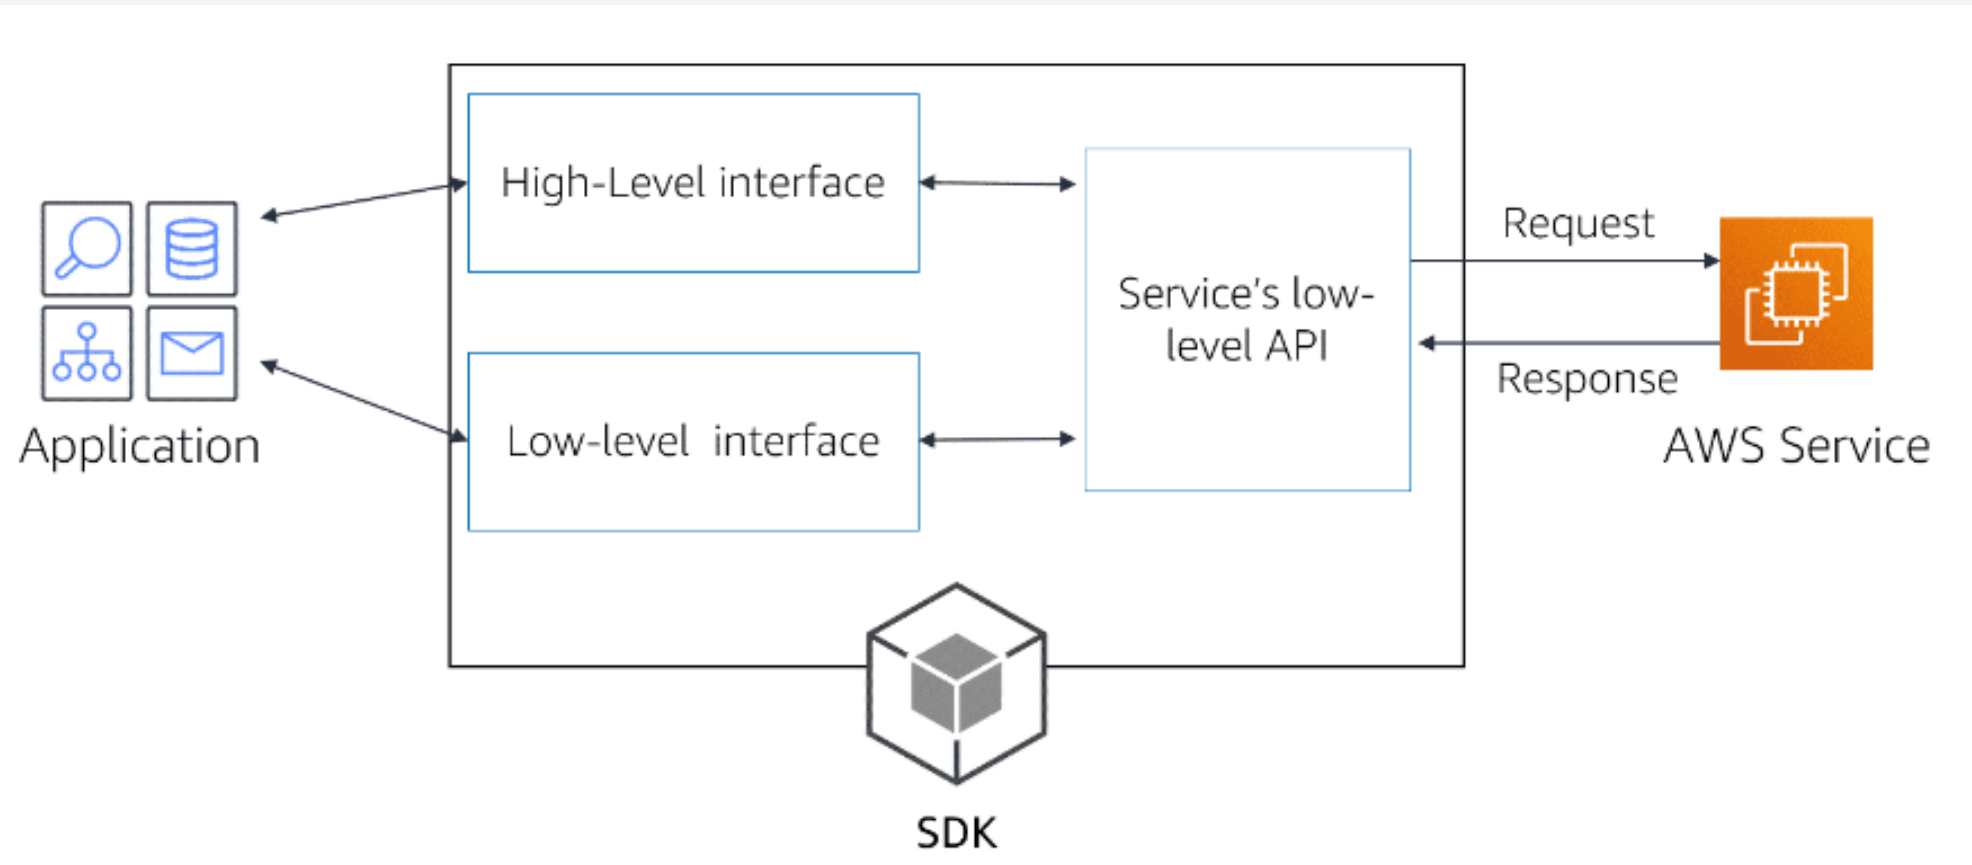 High-Level interface
Request
Service's low-
level API
Response
Low-level interface
Application
AWS Service
SDK